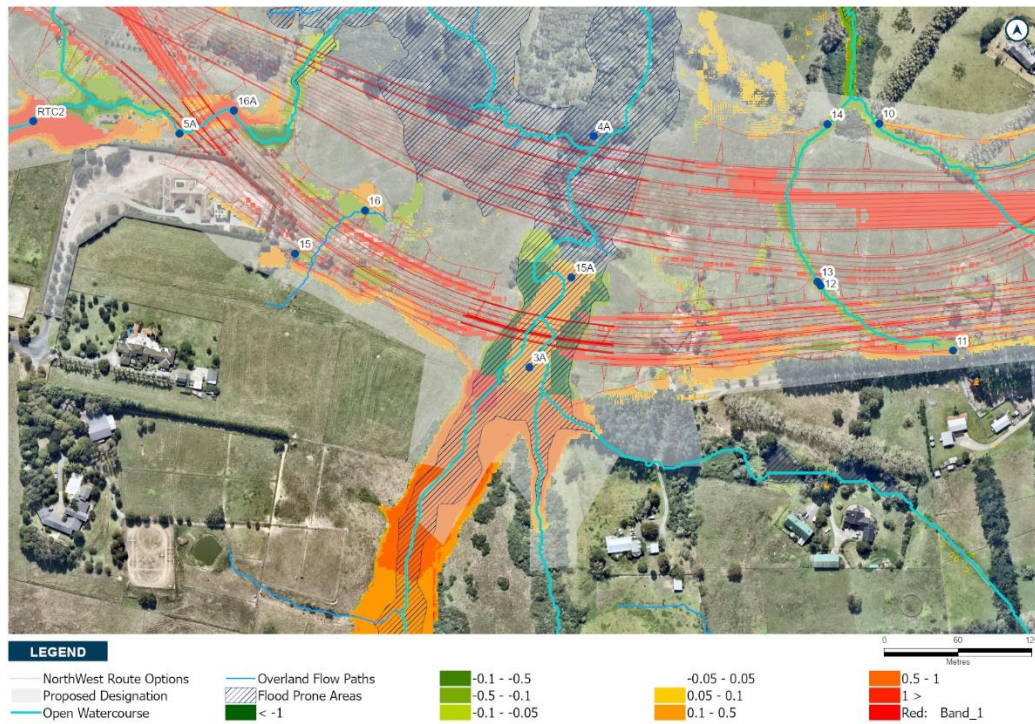 RTC2
5A
16A
4A
14
10
16
15
15A
13
12
11
3A
LEGEND
0 60 120
Metres
NorthWest Route Options
Proposed Designation
Open Watercourse
Overland Flow Paths
Flood Prone Areas
< -1
-0.1 - -0.5
-0.5 - -0.1
-0.1 - -0.05
-0.05 - 0.05
0.05 - 0.1
0.1 - 0.5
0.5 - 1
1 >
Red: Band_1